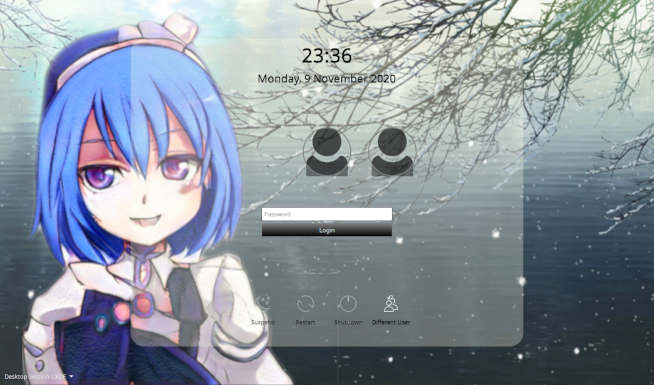 23:36
Monday, 9 November 2020
Password
Login
Suspend Restart Shutdown Different User
Desktop Session: LXDE